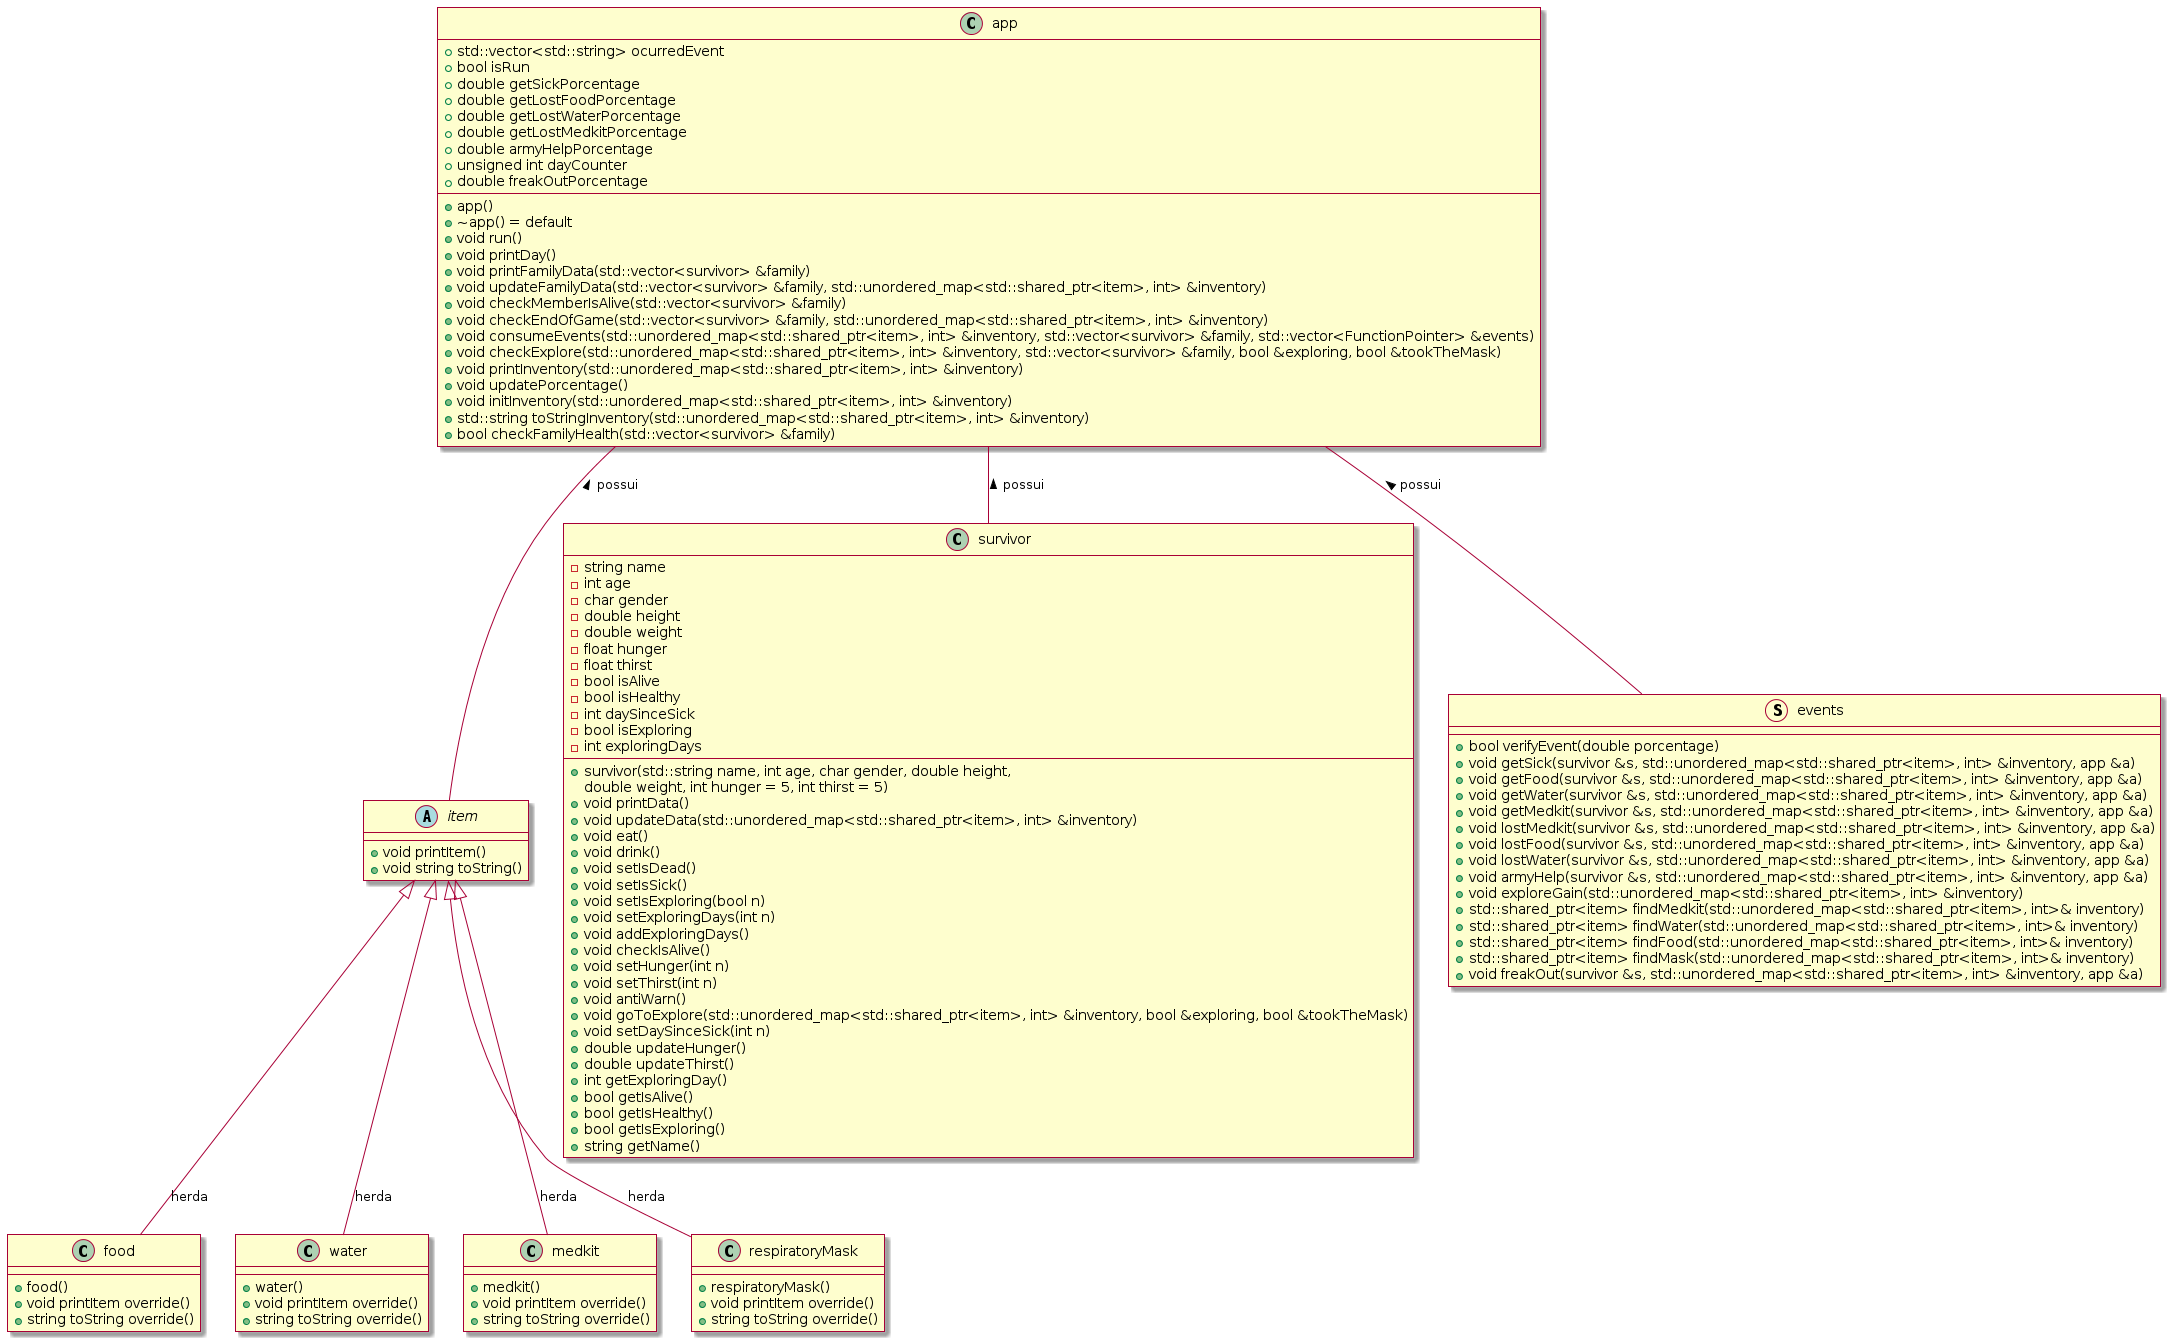 C app
std::vector<std::string> ocurredEvent
bool isRun
double getSickPorcentage
double getLostFoodPorcentage
double getLostWaterPorcentage
double getLostMedkitPorcentage
double armyHelpPorcentage
unsigned int dayCounter
double freakOutPorcentage
app()
~app() = default
void run()
void printDay()
void printFamilyData(std::vector<survivor> &family)
void updateFamilyData(std::vector<survivor> &family, std::unordered_map<std::shared_ptr<item>, int> &inventory)
void checkMemberIsAlive(std::vector<survivor> &family)
void checkEndOfGame(std::vector<survivor> &family, std::unordered_map<std::shared_ptr<item>, int> &inventory)
void consumeEvents(std::unordered_map<std::shared_ptr<item>, int> &inventory, std::vector<survivor> &family, std::vector<FunctionPointer> &events)
void checkExplore(std::unordered_map<std::shared_ptr<item>, int> &inventory, std::vector<survivor> &family, bool &exploring, bool &tookTheMask)
void printInventory(std::unordered_map<std::shared_ptr<item>, int> &inventory)
void updatePorcentage()
void initInventory(std::unordered_map<std::shared_ptr<item>, int> &inventory)
std::string toStringInventory(std::unordered_map<std::shared_ptr<item>, int> &inventory)
bool checkFamilyHealth(std::vector<survivor> &family)
possui
possui
possui
C survivor
string name
int age
char gender
double height
double weight
float hunger
float thirst
bool isAlive
bool isHealthy
int daySinceSick
bool isExploring
int exploringDays
survivor(std::string name, int age, char gender, double height,
double weight, int hunger = 5, int thirst = 5)
void printData()
void updateData(std::unordered_map<std::shared_ptr<item>, int> &inventory)
void eat()
void drink()
void setIsDead()
void setIsSick()
void setIsExploring(bool n)
void setExploringDays(int n)
void addExploringDays()
void checkIsAlive()
void setHunger(int n)
void setThirst(int n)
void antiWarn()
void goToExplore(std::unordered_map<std::shared_ptr<item>, int> &inventory, bool &exploring, bool &tookTheMask)
void setDaySinceSick(int n)
double updateHunger()
double updateThirst()
int getExploringDay()
bool getIsAlive()
bool getIsHealthy()
bool getIsExploring()
string getName()
S events
bool verifyEvent(double porcentage)
void getSick(survivor &s, std::unordered_map<std::shared_ptr<item>, int> &inventory, app &a)
void getFood(survivor &s, std::unordered_map<std::shared_ptr<item>, int> &inventory, app &a)
void getWater(survivor &s, std::unordered_map<std::shared_ptr<item>, int> &inventory, app &a)
void getMedkit(survivor &s, std::unordered_map<std::shared_ptr<item>, int> &inventory, app &a)
void lostMedkit(survivor &s, std::unordered_map<std::shared_ptr<item>, int> &inventory, app &a)
void lostFood(survivor &s, std::unordered_map<std::shared_ptr<item>, int> &inventory, app &a)
void lostWater(survivor &s, std::unordered_map<std::shared_ptr<item>, int> &inventory, app &a)
void armyHelp(survivor &s, std::unordered_map<std::shared_ptr<item>, int> &inventory, app &a)
void exploreGain(std::unordered_map<std::shared_ptr<item>, int> &inventory)
std::shared_ptr<item> findMedkit(std::unordered_map<std::shared_ptr<item>, int>& inventory)
std::shared_ptr<item> findWater(std::unordered_map<std::shared_ptr<item>, int>& inventory)
std::shared_ptr<item> findFood(std::unordered_map<std::shared_ptr<item>, int>& inventory)
std::shared_ptr<item> findMask(std::unordered_map<std::shared_ptr<item>, int>& inventory)
void freakOut(survivor &s, std::unordered_map<std::shared_ptr<item>, int> &inventory, app &a)
A item
void printItem()
void string toString()
herda
herda
herda
herda
C food
food()
void printItem override()
string toString override()
C water
water()
void printItem override()
string toString override()
C medkit
medkit()
void printItem override()
string toString override()
C respiratoryMask
respiratoryMask()
void printItem override()
string toString override()